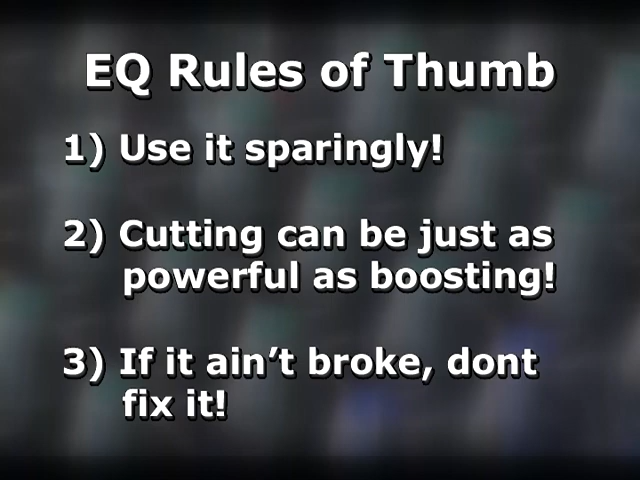 EQ Rules of Thumb
1) Use it sparingly!
2) Cutting can be just as
powerful as boosting!
3) If it ain’t broke, dont
fix it!